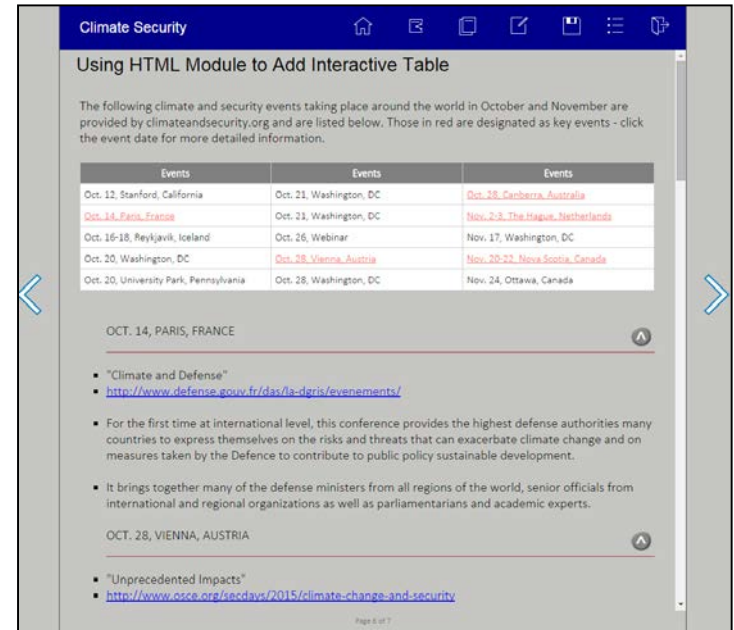 Climate Security
Using HTML Module to Add Interactive Table
The following climate and security events taking place around the world in October and November are
provided by climateandsecurity.org and are listed below. Those in red are designated as key events - click
the event date for more detailed information.
Events Events Events
Oct. 12, Stanford, California Oct. 21, Washington, DC Oct. 28, Canberra, Australia
Oct. 14, Paris, France Oct. 21, Washington, DC Nov. 2-3, The Hague, Netherlands
Oct. 16-18, Reykjavik, Iceland Oct. 26, Webinar Nov. 17, Washington, DC
Oct. 20, Washington, DC Oct. 28, Vienna, Austria Nov. 20-22, Nova Scotia, Canada
Oct. 20, University Park, Pennsylvania Oct. 28, Washington, DC Nov. 24, Ottawa, Canada
OCT. 14, PARIS, FRANCE
"Climate and Defense"
http://www.defense.gouv.fr/das/la-dgris/evenements/
For the first time at international level, this conference provides the highest defense authorities many
countries to express themselves on the risks and threats that can exacerbate climate change and on
measures taken by the Defence to contribute to public policy sustainable development.
It brings together many of the defense ministers from all regions of the world, senior officials from
international and regional organizations as well as parliamentarians and academic experts.
OCT. 28, VIENNA, AUSTRIA
"Unprecedented Impacts"
http://www.osce.org/secdays/2015/climate-change-and-security
Page 6 of 7